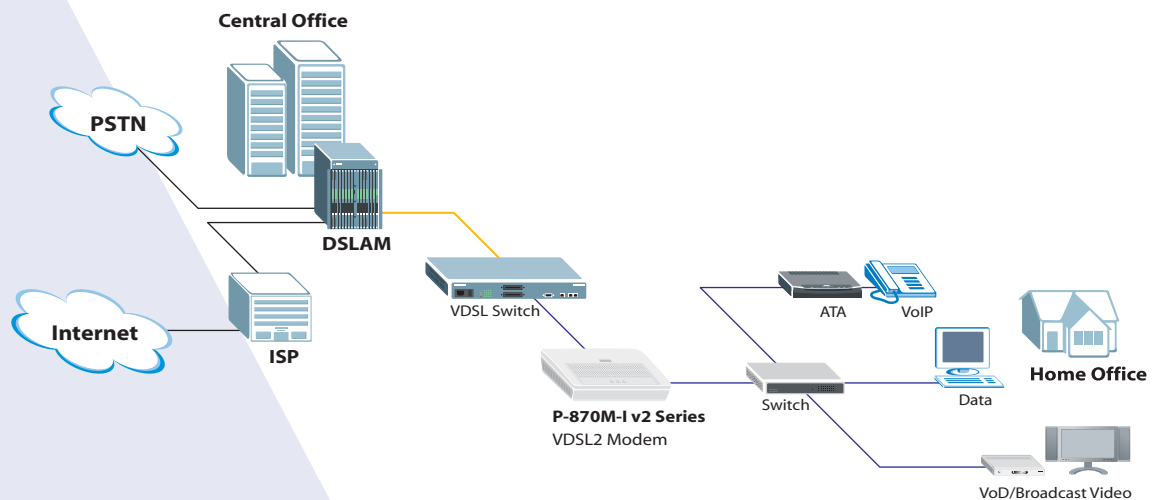 Central Office
PSTN
DSLAM
VDSL Switch
ATA
VoIP
Internet
ISP
Home Office
Switch
Data
P-870M-I v2 Series
VDSL2 Modem
VoD/Broadcast Video